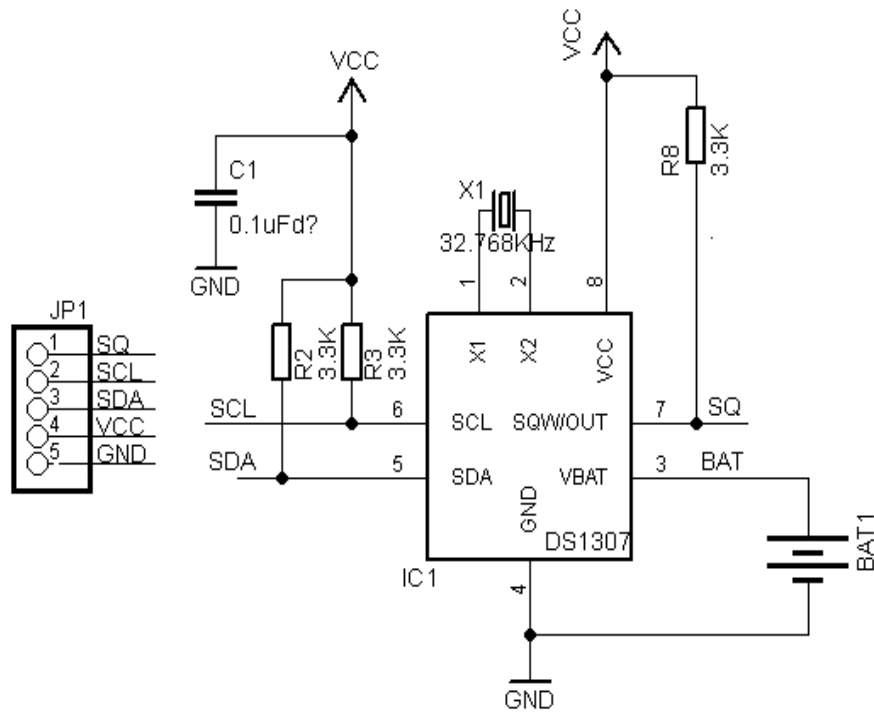 VCC
VCC
C1
0.1uFd?
GND
R8
3.3K
X1
32.768KHz
1
2
8
JP1
1
SQ
2
SCL
3
SDA
4
VCC
5
GND
R2
3.3K
R3
3.3K
X1
X2
VCC
SCL
6
SCL
SQW/OUT
7
SQ
SDA
5
SDA
VBAT
3
BAT
GND
DS1307
IC1
4
BAT1
GND